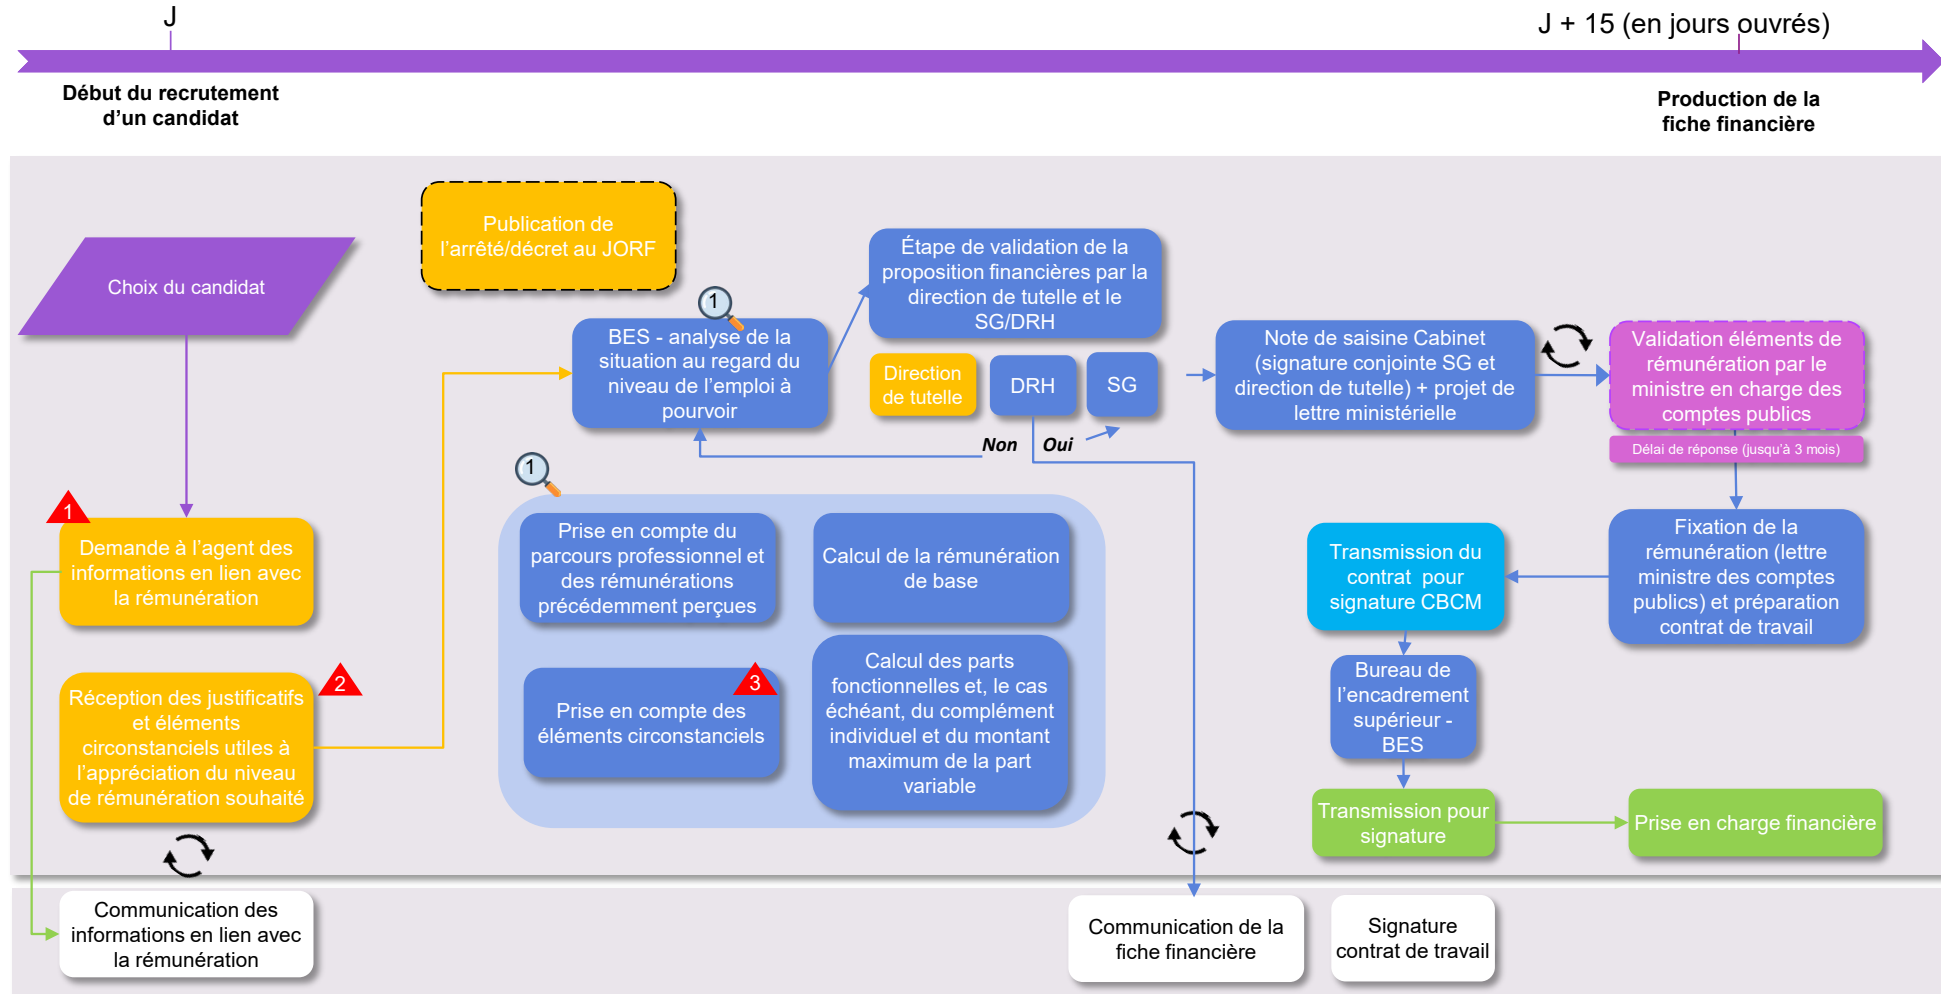 J
J + 15 (en jours ouvrés)
Début du recrutement
d'un candidat
Production de la
fiche financière
Publication de
l'arrêté/décret au JORF
Choix du candidat
1
BES - analyse de la
situation au regard du
niveau de l'emploi à
pourvoir
Étape de validation de la
proposition financières par la
direction de tutelle et le
SG/DRH
Direction
de tutelle
DRH
SG
Non
Oui
Note de saisine Cabinet
(signature conjointe SG et
direction de tutelle) + projet de
lettre ministérielle
Validation éléments de
rémunération par le
ministre en charge des
comptes publics
Délai de réponse (jusqu'à 3 mois)
1
Demande à l'agent des
informations en lien avec
la rémunération
2
Réception des justificatifs
et éléments
circonstanciels utiles à
l'appréciation du niveau
de rémunération souhaité
1
Prise en compte du
parcours professionnel et
des rémunérations
précédemment perçues
Calcul de la rémunération
de base
3
Prise en compte des
éléments circonstanciels
Calcul des parts
fonctionnelles et, le cas
échéant, du complément
individuel et du montant
maximum de la part
variable
Transmission du
contrat pour
signature CBCM
Fixation de la
rémunération (lettre
ministre des comptes
publics) et préparation
contrat de travail
Bureau de
l'encadrement
supérieur -
BES
Transmission pour
signature
Prise en charge financière
Communication des
informations en lien avec
la rémunération
Communication de la
fiche financière
Signature
contrat de travail